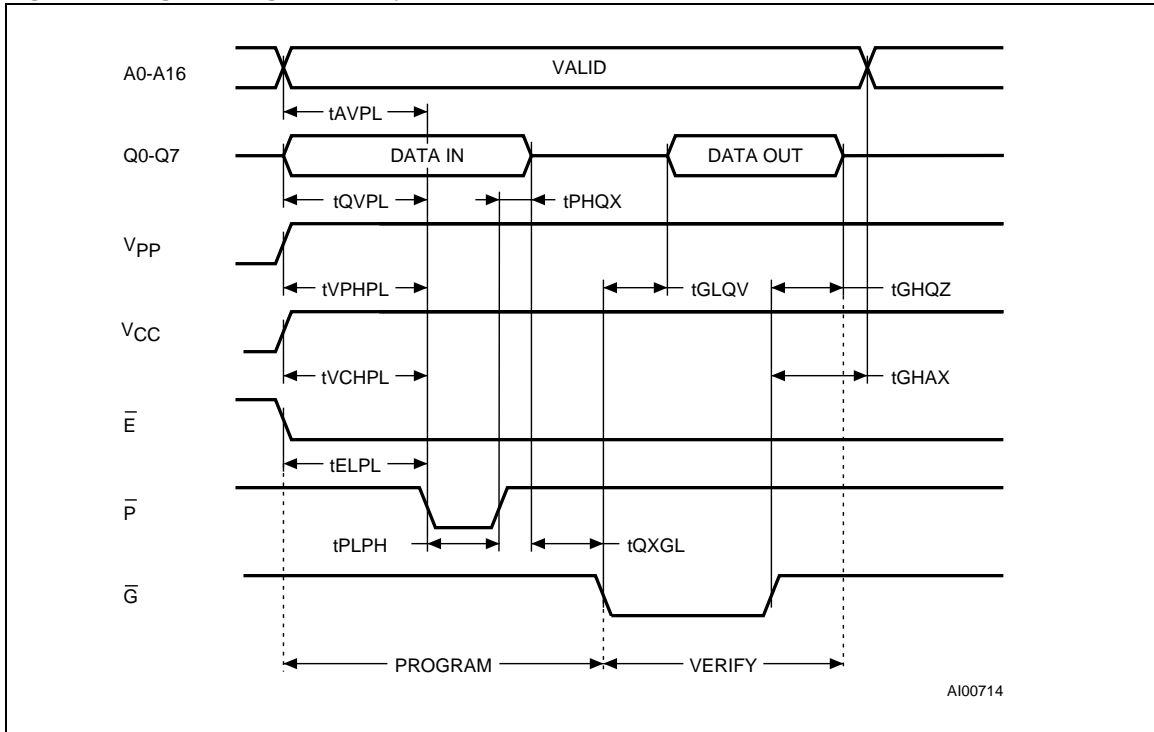 A0-A16
VALID
tAVPL
Q0-Q7
DATA IN
DATA OUT
tQVPL
tPHQX
VPP
tVPHPL
tGLQV
tGHQZ
VCC
tVCHPL
tGHAX
E̅
tELPL
P̅
tPLPH
tQXGL
G̅
PROGRAM
VERIFY
AI00714